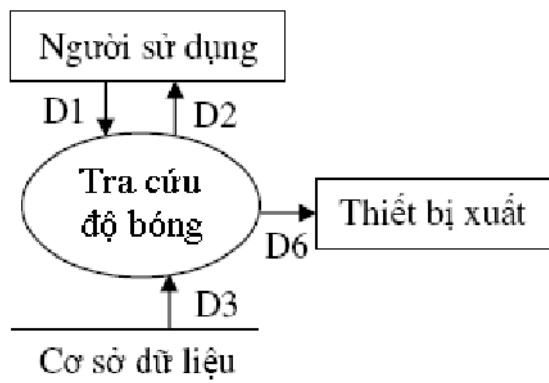 Người sử dụng
D1
D2
Tra cứu
độ bóng
Thiết bị xuất
D6
D3
Cơ sở dữ liệu